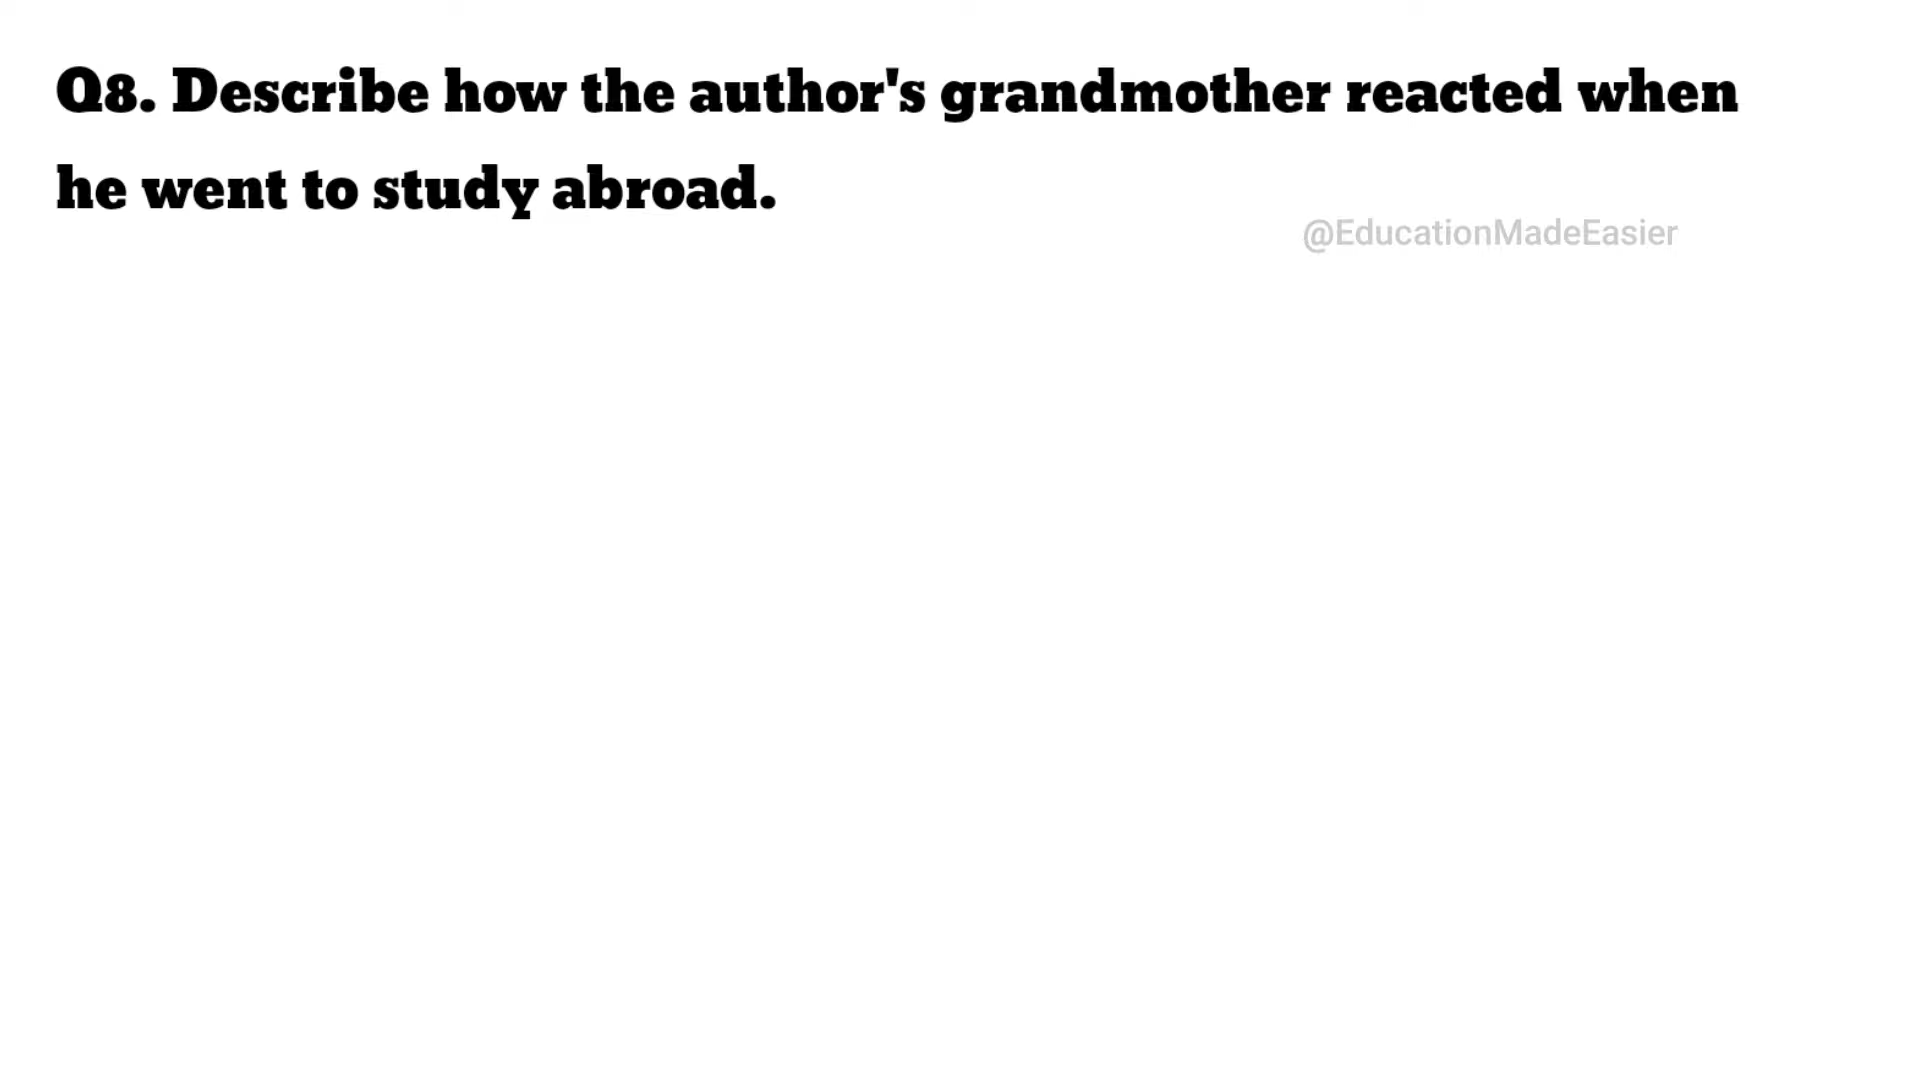 Q8. Describe how the author's grandmother reacted when
he went to study abroad.
@EducationMadeEasier